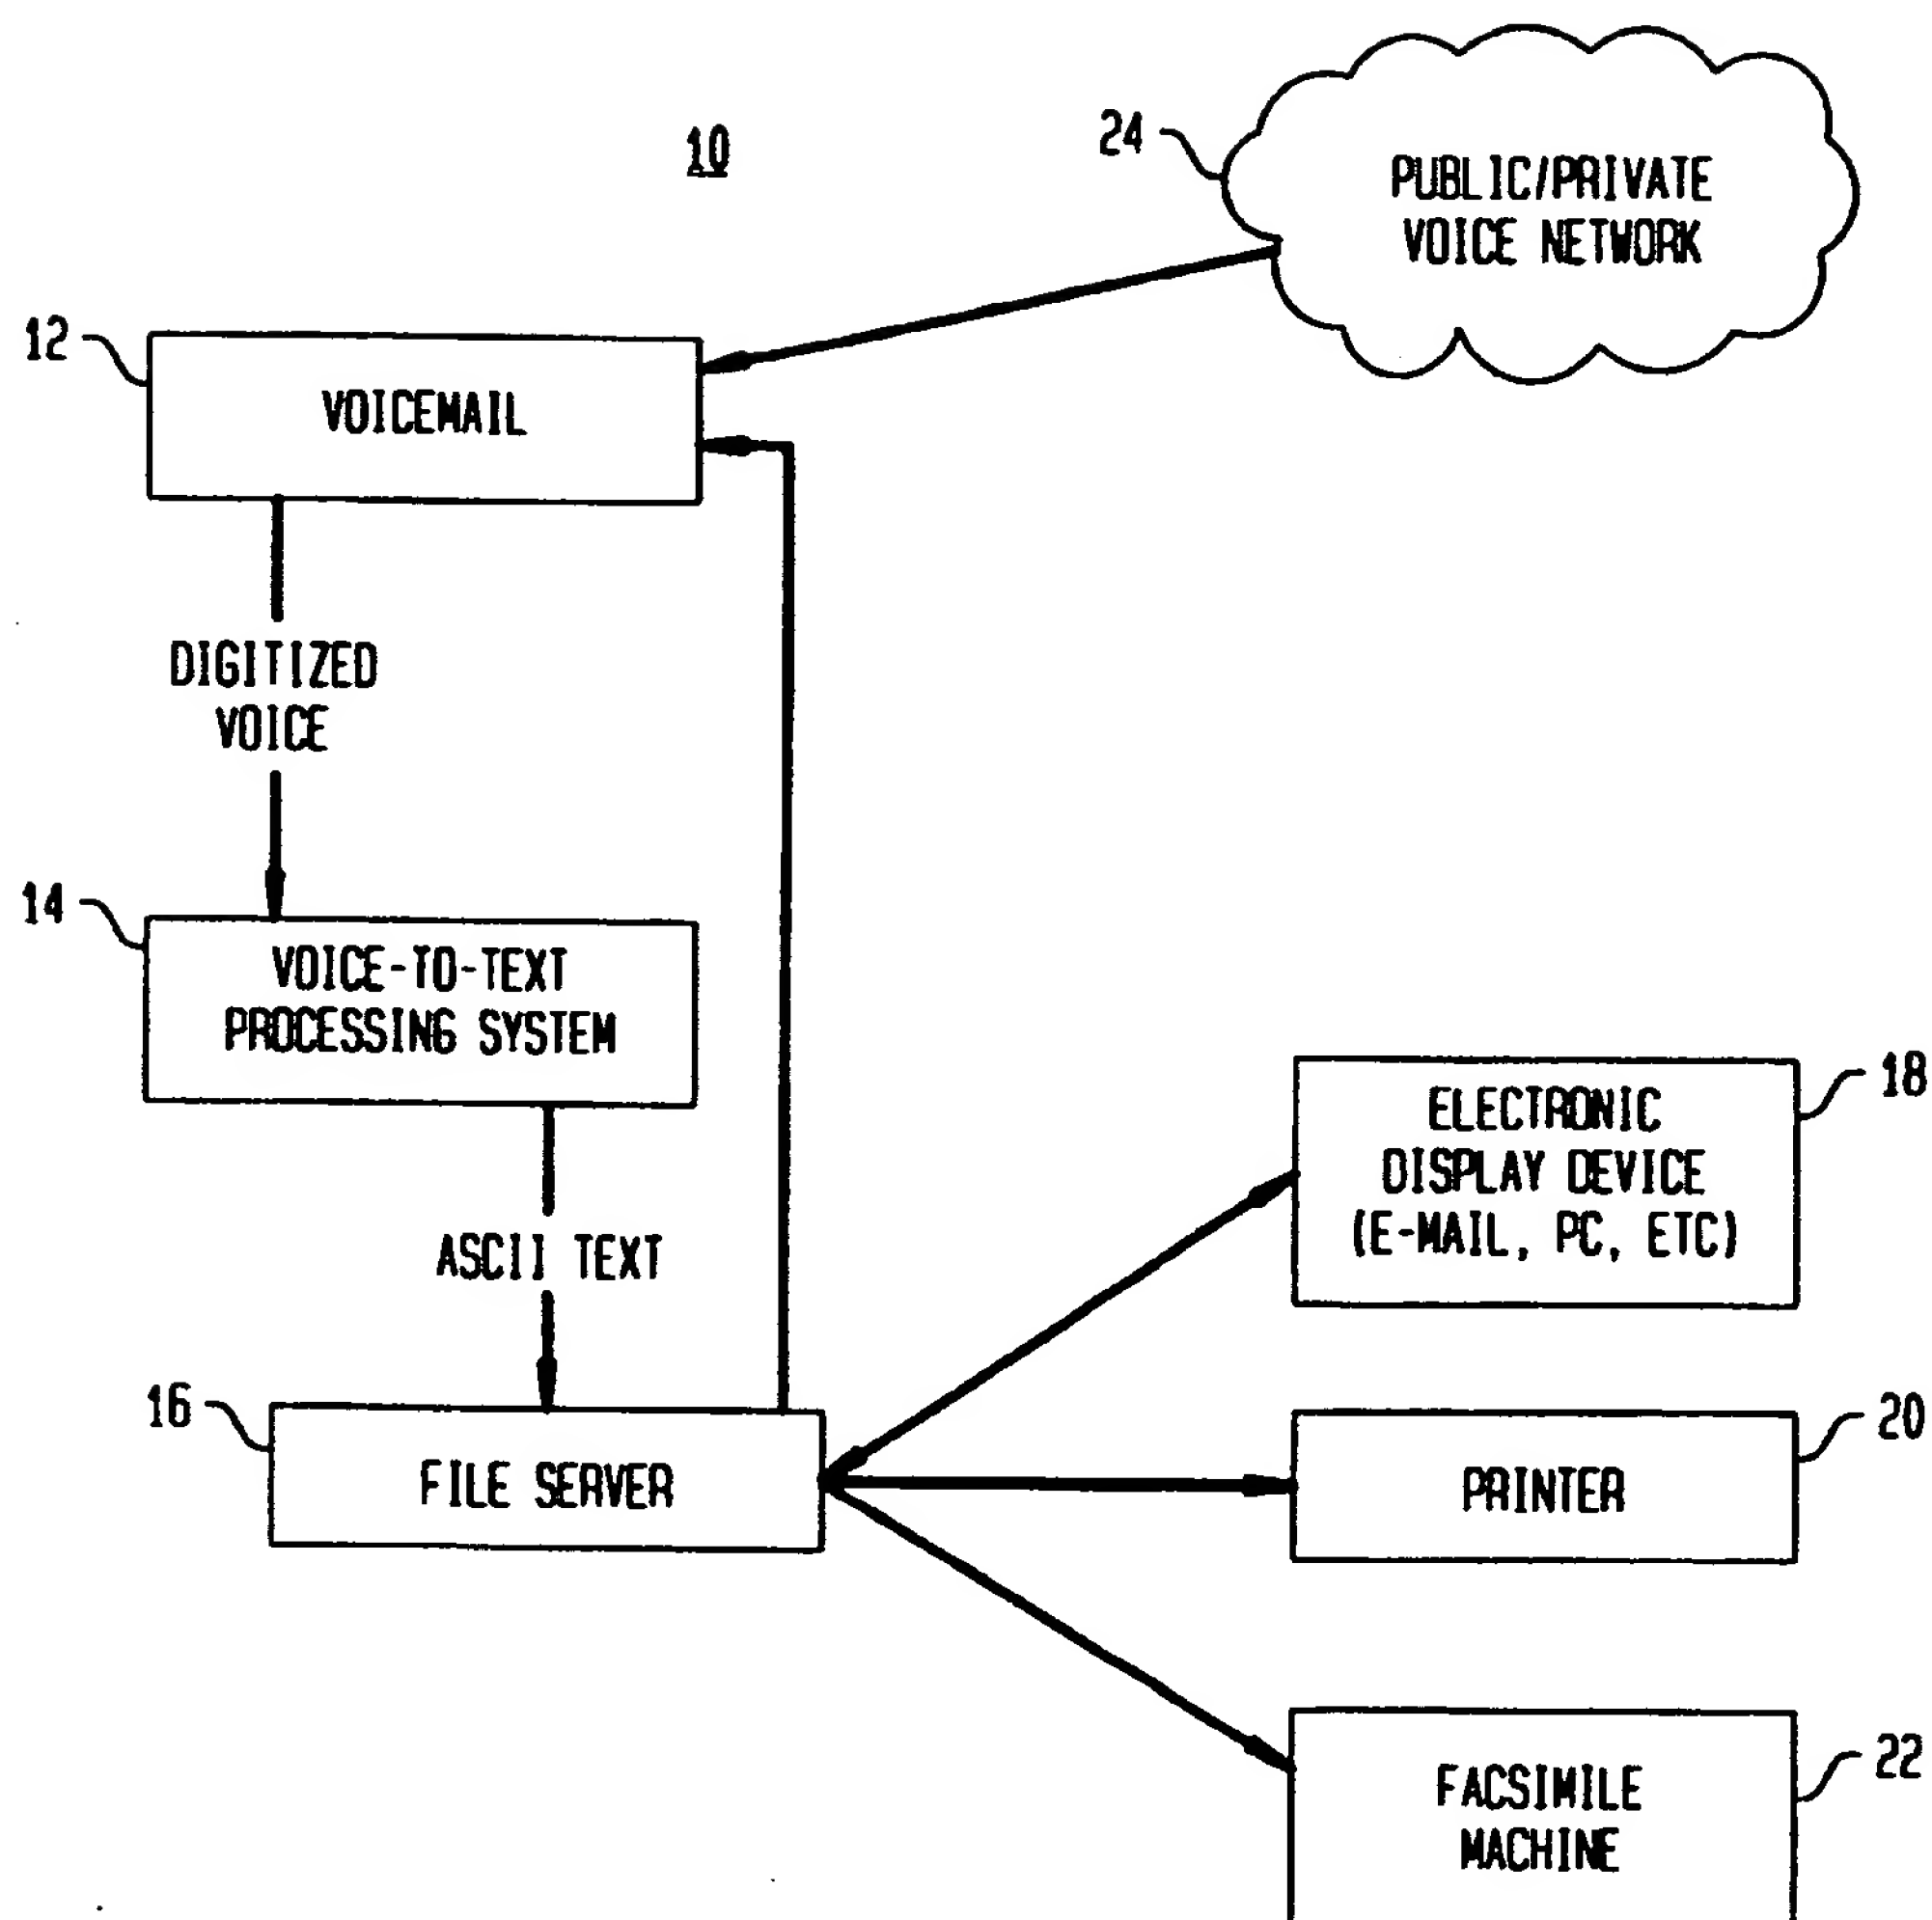 10
24
PUBLIC/PRIVATE
VOICE NETWORK
12
VOICEMAIL
DIGITIZED
VOICE
14
VOICE-TO-TEXT
PROCESSING SYSTEM
18
ELECTRONIC
DISPLAY DEVICE
(E-MAIL, PC, ETC)
ASCII TEXT
16
FILE SERVER
20
PRINTER
22
FACSIMILE
MACHINE